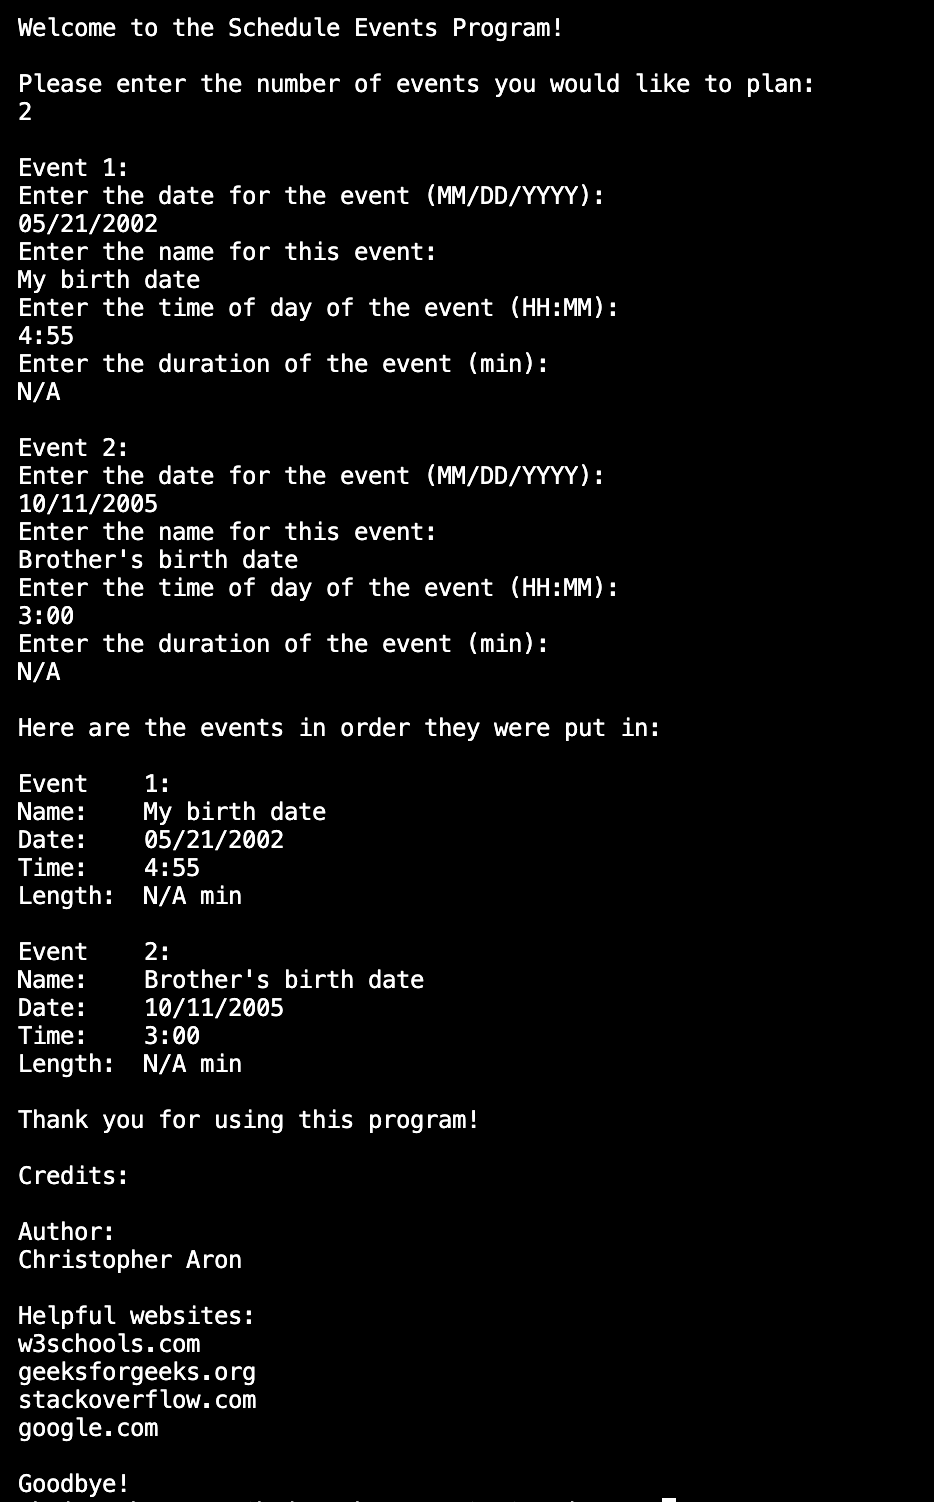 Welcome to the Schedule Events Program!
Please enter the number of events you would like to plan:
2
Event 1:
Enter the date for the event (MM/DD/YYYY):
05/21/2002
Enter the name for this event:
My birth date
Enter the time of day of the event (HH:MM):
4:55
Enter the duration of the event (min):
N/A
Event 2:
Enter the date for the event (MM/DD/YYYY):
10/11/2005
Enter the name for this event:
Brother's birth date
Enter the time of day of the event (HH:MM):
3:00
Enter the duration of the event (min):
N/A
Here are the events in order they were put in:
Event    1:
Name:    My birth date
Date:    05/21/2002
Time:    4:55
Length:  N/A min
Event    2:
Name:    Brother's birth date
Date:    10/11/2005
Time:    3:00
Length:  N/A min
Thank you for using this program!
Credits:
Author:
Christopher Aron
Helpful websites:
w3schools.com
geeksforgeeks.org
stackoverflow.com
google.com
Goodbye!